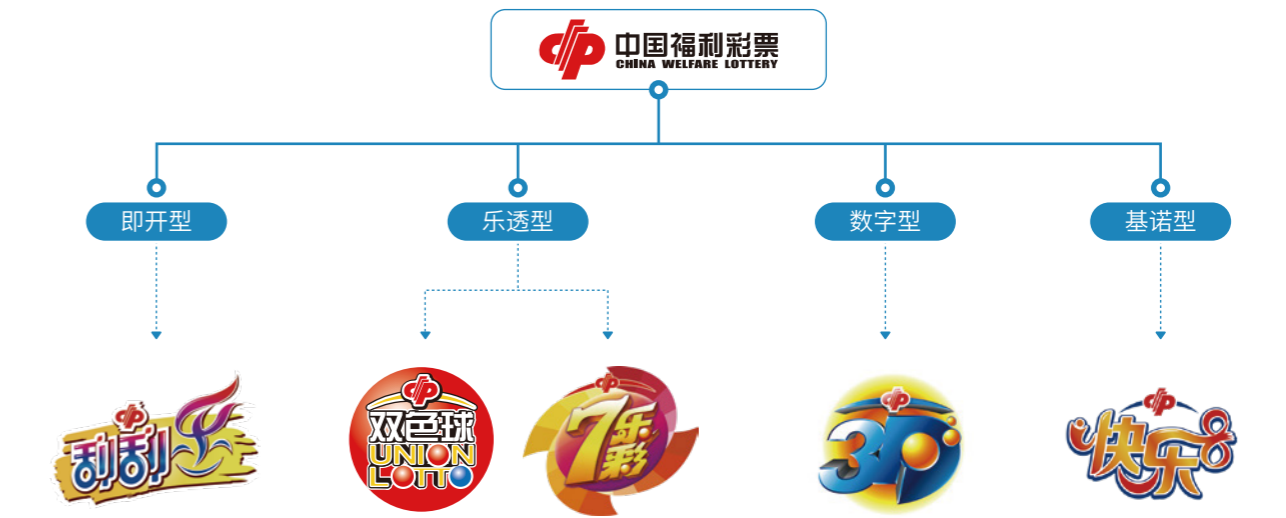 中国福利彩票
CHINA WELFARE LOTTERY
即开型
乐透型
数字型
基诺型
刮刮乐
双色球
UNION
LOTTO
7乐彩
3D
快乐8